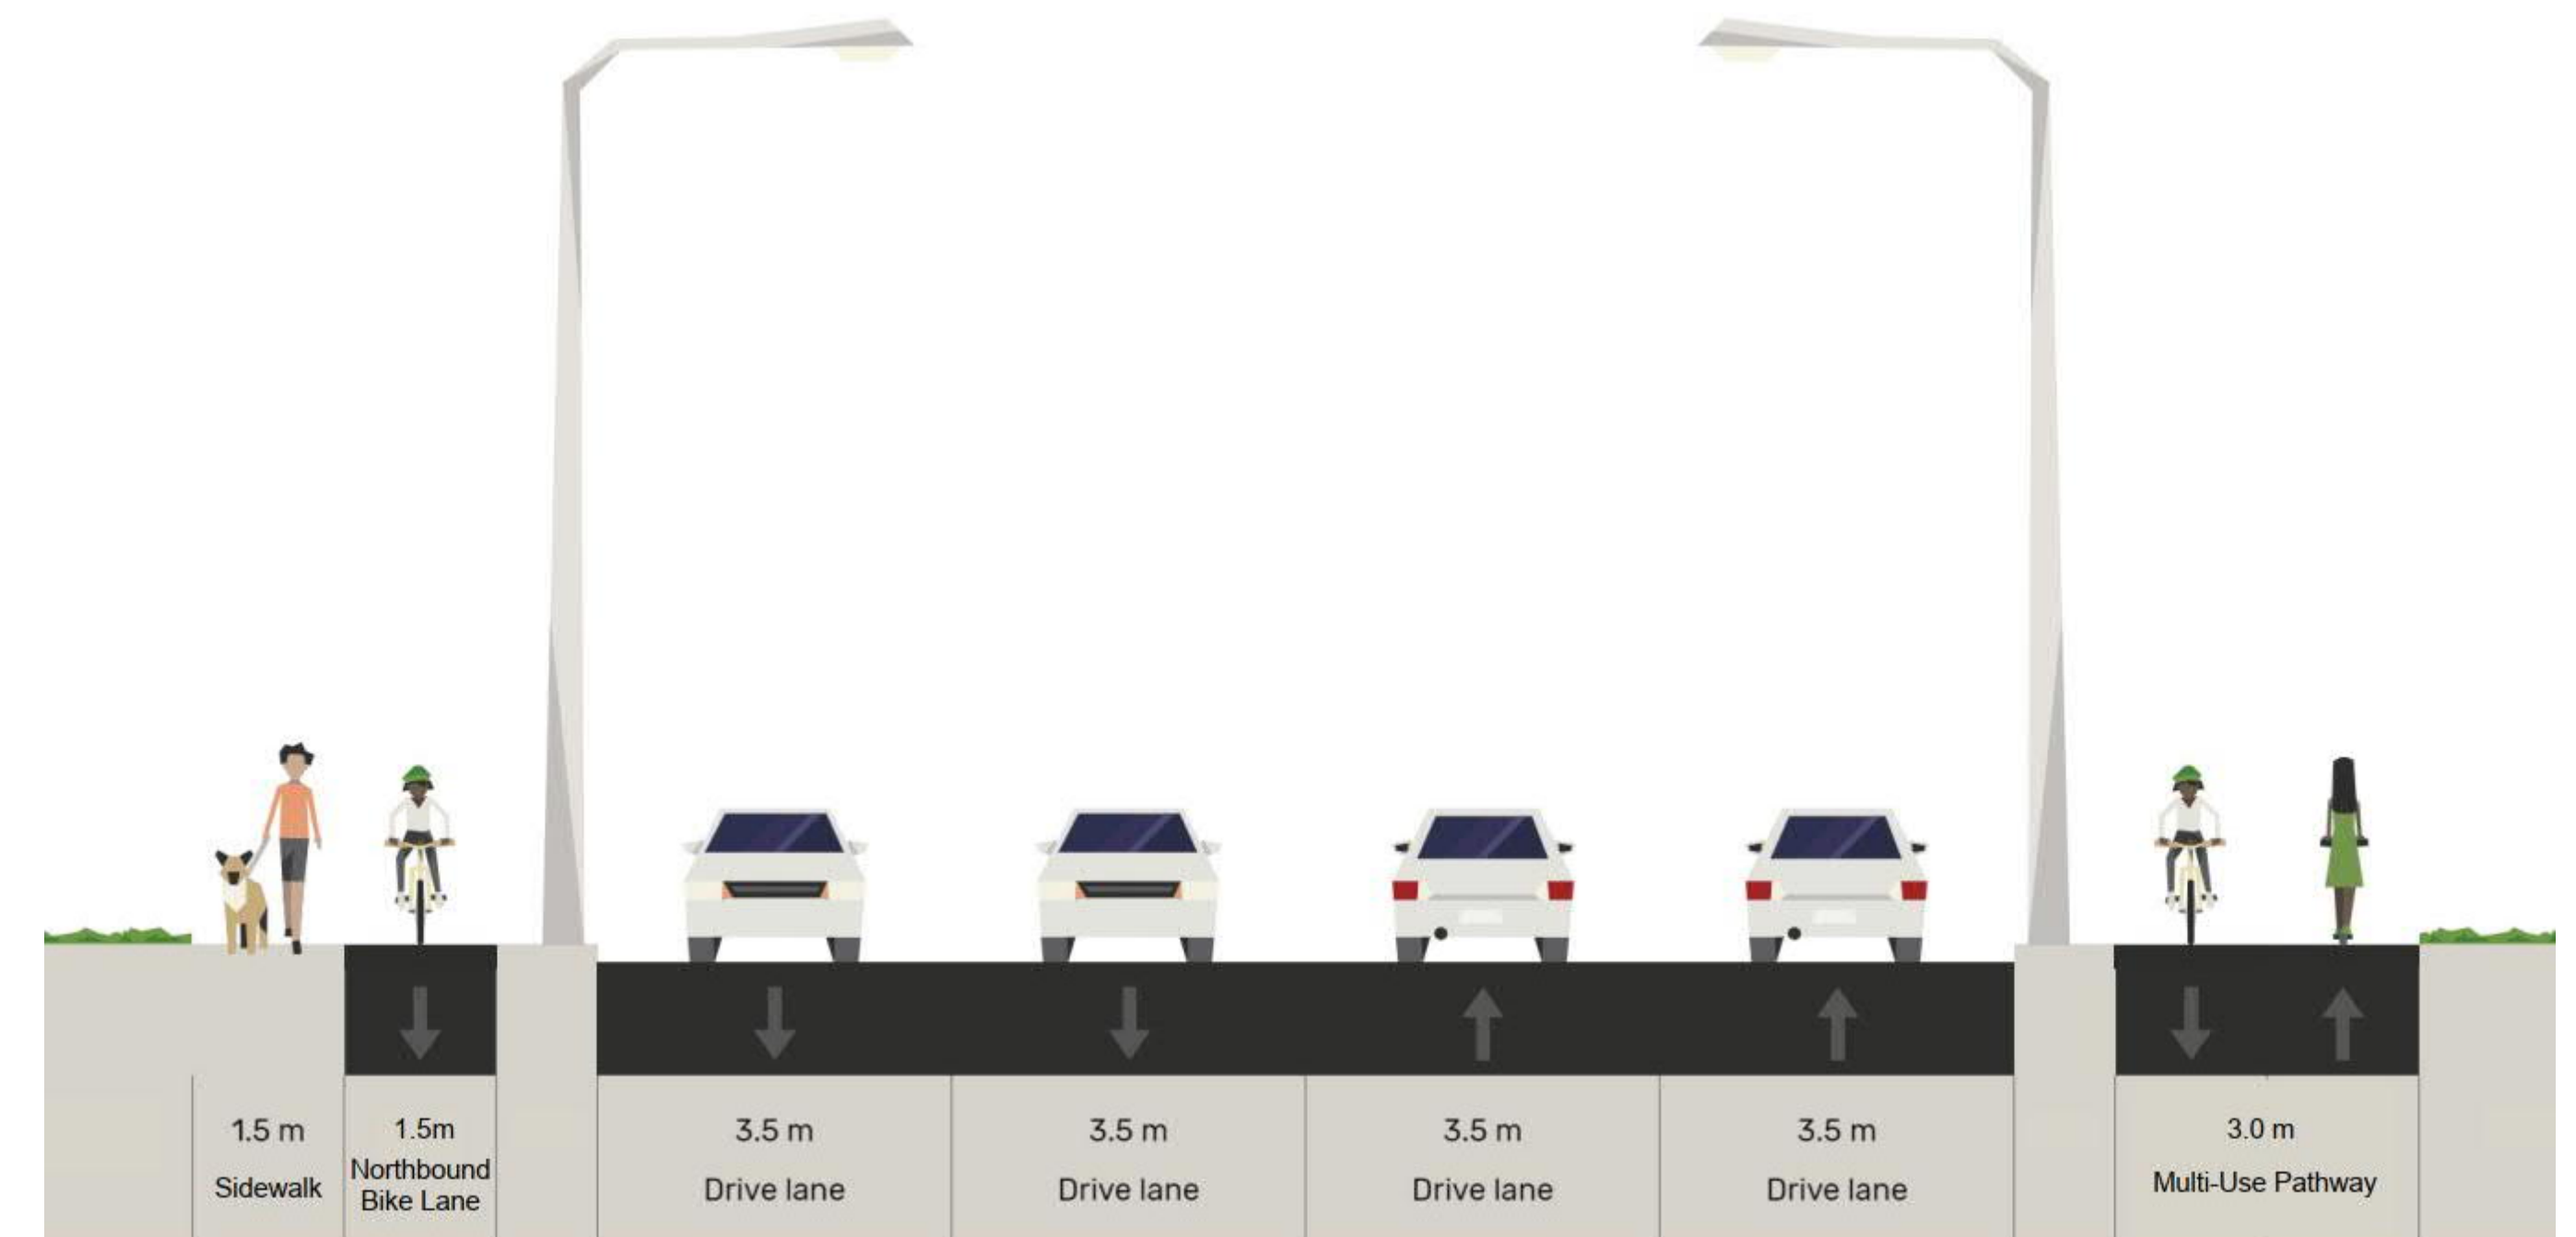 1.5 m
Sidewalk
1.5m
Northbound
Bike Lane
3.5 m
Drive lane
3.5 m
Drive lane
3.5 m
Drive lane
3.5 m
Drive lane
3.0 m
Multi-Use Pathway